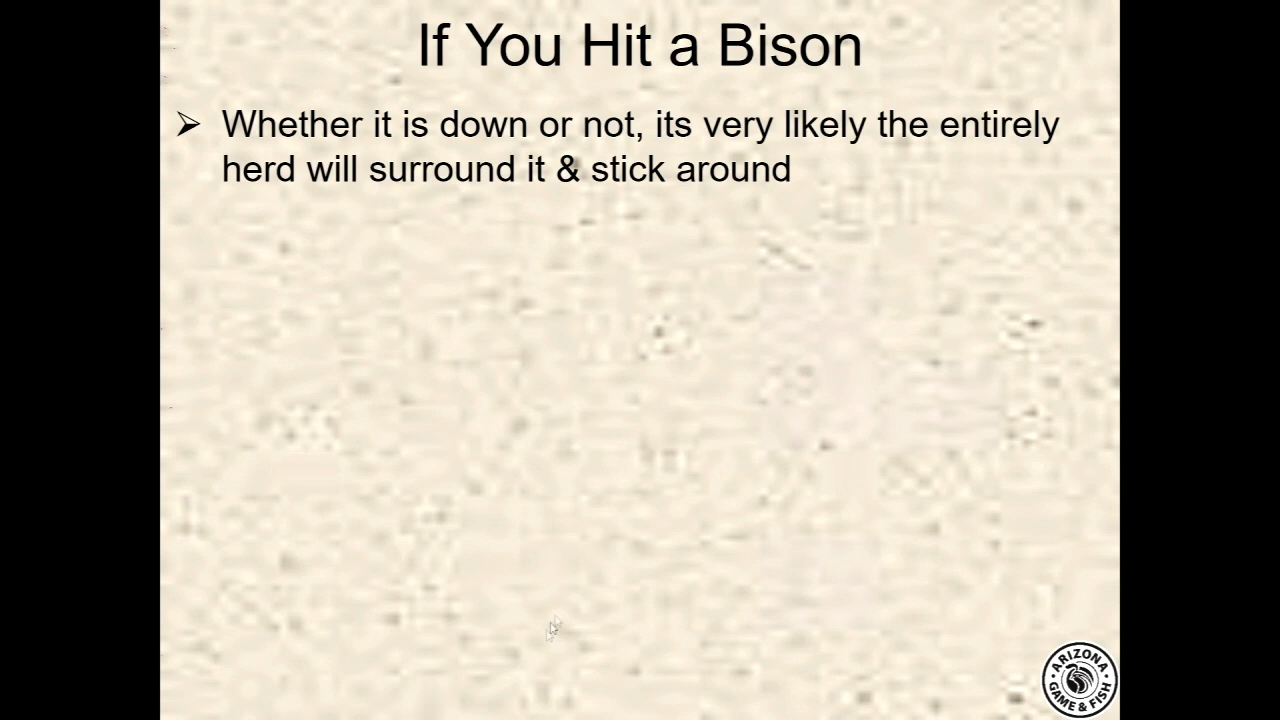 If You Hit a Bison
➢ Whether it is down or not, its very likely the entirely
herd will surround it & stick around
ARIZONA
GAME & FISH